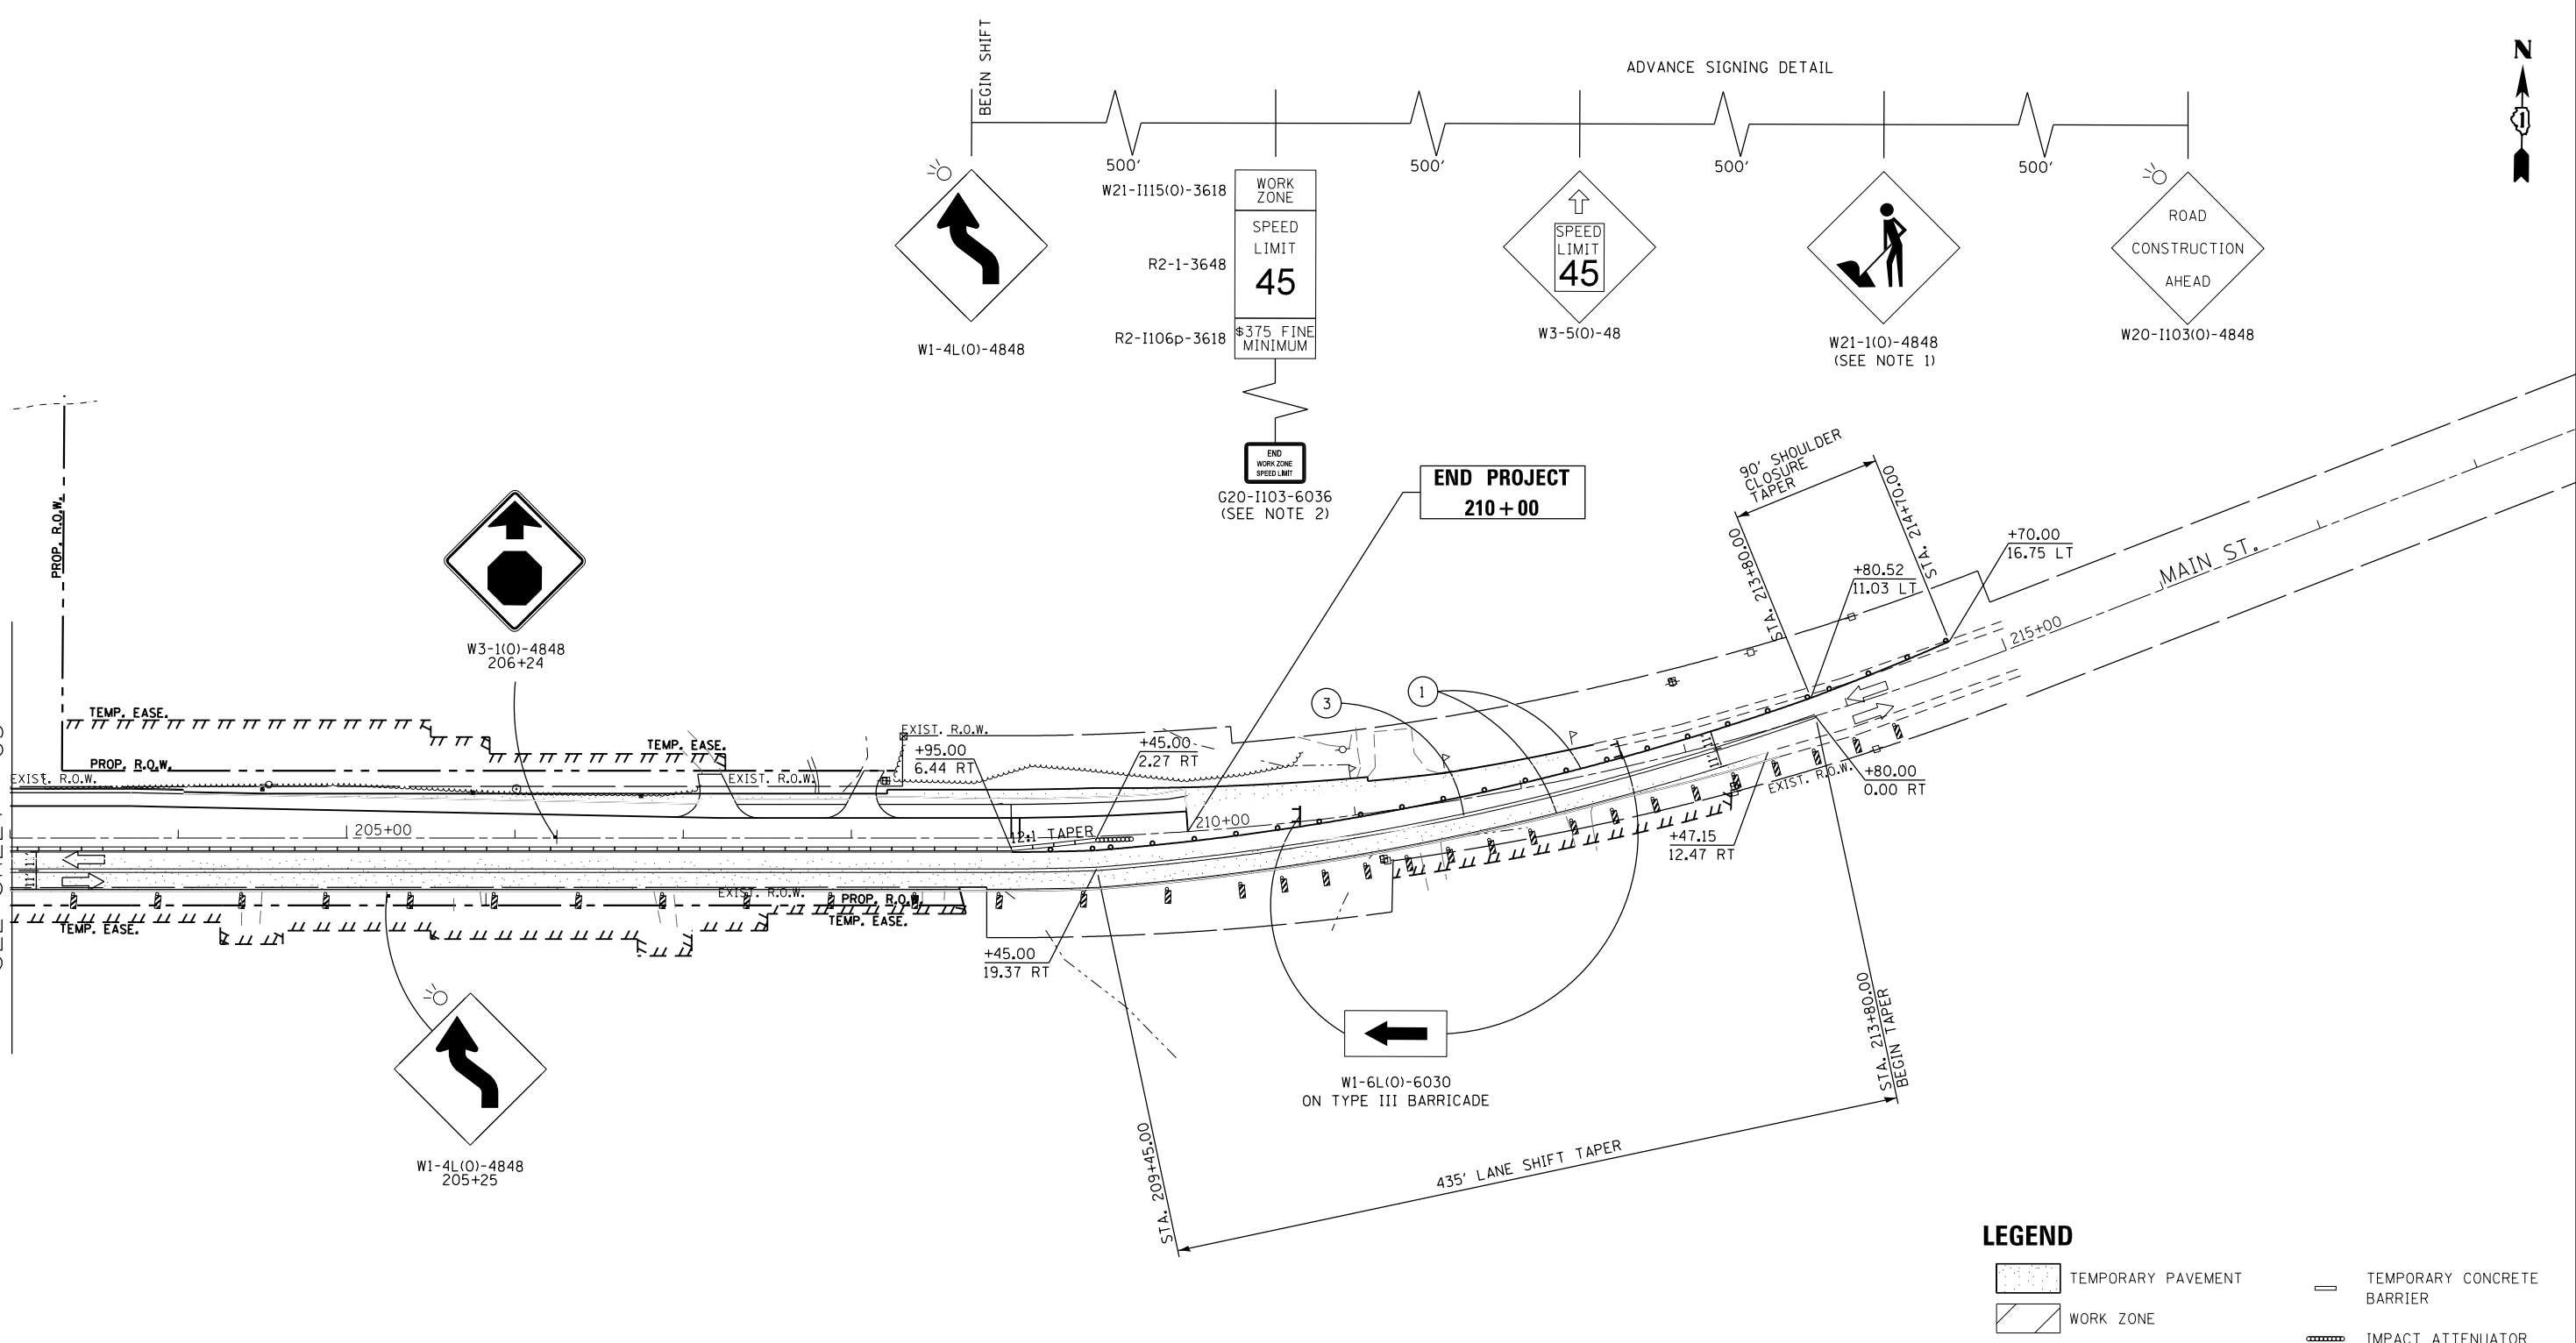 BEGIN SHIFT
ADVANCE SIGNING DETAIL
N
1
500'
500'
500'
500'
W21-I115(O)-3618
WORK
ZONE
SPEED
LIMIT
45
R2-1-3648
R2-I106p-3618
$375 FINE
MINIMUM
W1-4L(O)-4848
SPEED
LIMIT
45
W3-5(O)-48
W21-1(O)-4848
(SEE NOTE 1)
ROAD
CONSTRUCTION
AHEAD
W20-I103(O)-4848
END
WORK ZONE
SPEED LIMIT
G20-I103-6036
(SEE NOTE 2)
END PROJECT
210+00
90' SHOULDER
CLOSURE
TAPER
STA. 213+80.00
STA. 214+70.00
+70.00
16.75 LT
+80.52
11.03 LT
MAIN ST.
215+00
PROP. R.O.W.
W3-1(O)-4848
206+24
TEMP. EASE.
TEMP. EASE.
PROP. R.O.W.
EXIST. R.O.W.
EXIST. R.O.W.
EXIST. R.O.W.
+95.00
6.44 RT
+45.00
2.27 RT
3
1
205+00
12:1 TAPER
210+00
11'
11'
11'
11'
+80.00
0.00 RT
EXIST. R.O.W.
+47.15
12.47 RT
EXIST. R.O.W.
PROP. R.O.W.
TEMP. EASE.
TEMP. EASE.
+45.00
19.37 RT
W1-4L(O)-4848
205+25
W1-6L(O)-6030
ON TYPE III BARRICADE
STA. 209+45.00
435' LANE SHIFT TAPER
STA. 213+80.00
BEGIN TAPER
LEGEND
TEMPORARY PAVEMENT
WORK ZONE
TEMPORARY CONCRETE
BARRIER
IMPACT ATTENUATOR